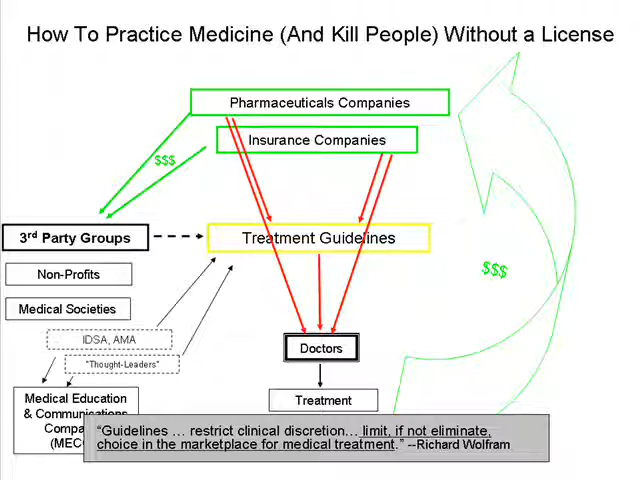 How To Practice Medicine (And Kill People) Without a License
Pharmaceuticals Companies
Insurance Companies
$$$
3rd Party Groups
Treatment Guidelines
Non-Profits
$$$
Medical Societies
IDSA, AMA
"Thought-Leaders"
Doctors
Treatment
Medical Education
& Communications
Compa
(MEC
“Guidelines … restrict clinical discretion… limit, if not eliminate,
choice in the marketplace for medical treatment.” --Richard Wolfram